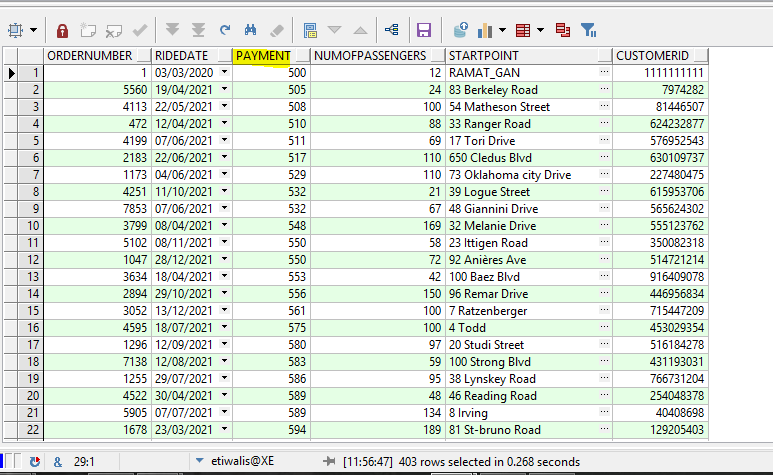 ORDERNUMBER RIDEDATE PAYMENT NUMOFPASSENGERS STARTPOINT CUSTOMERID
1 1 03/03/2020 500 12 RAMAT_GAN ... 1111111111
2 5560 19/04/2021 505 24 83 Berkeley Road ... 7974282
3 4113 22/05/2021 508 100 54 Matheson Street ... 81446507
4 472 12/04/2021 510 88 33 Ranger Road ... 624232877
5 4199 07/06/2021 511 69 17 Tori Drive ... 576952543
6 2183 22/06/2021 517 110 650 Cledus Blvd ... 630109737
7 1173 04/06/2021 529 110 73 Oklahoma city Drive ... 227480475
8 4251 11/10/2021 532 21 39 Logue Street ... 615953706
9 7853 07/06/2021 532 67 48 Giannini Drive ... 565624302
10 3799 08/04/2021 548 169 32 Melanie Drive ... 555123762
11 5102 08/11/2021 550 58 23 Ittigen Road ... 350082318
12 1047 28/12/2021 550 72 92 Anières Ave ... 514721214
13 3634 18/04/2021 553 42 100 Baez Blvd ... 916409078
14 2894 29/10/2021 556 150 96 Remar Drive ... 446956834
15 3052 13/12/2021 561 100 7 Ratzenberger ... 715447209
16 4595 18/07/2021 575 100 4 Todd ... 453029354
17 1296 12/09/2021 580 97 20 Studi Street ... 516184278
18 7138 12/08/2021 583 59 100 Strong Blvd ... 431193031
19 1255 29/07/2021 586 95 38 Lynskey Road ... 766731204
20 4522 30/04/2021 589 48 46 Reading Road ... 254048378
21 5905 07/07/2021 589 134 8 Irving ... 40408698
22 1678 23/03/2021 594 189 81 St-bruno Road ... 129205403
& 29:1 etiwalis@XE [11:56:47] 403 rows selected in 0.268 seconds